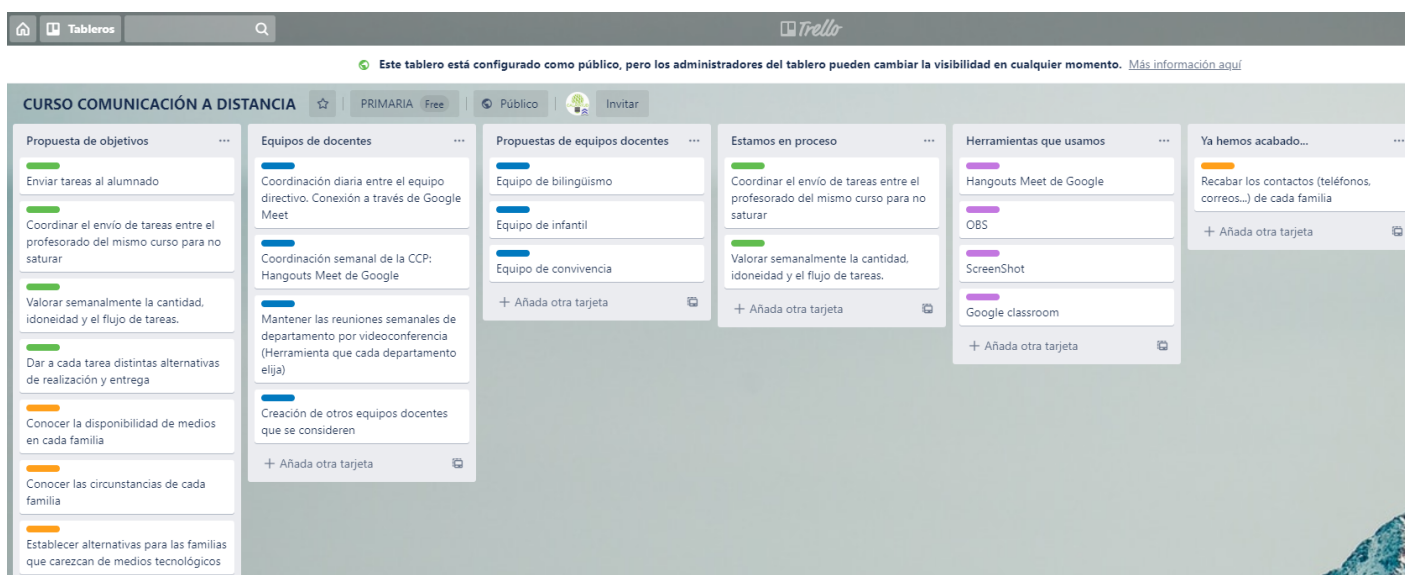 Tableros
Trello
Este tablero está configurado como público, pero los administradores del tablero pueden cambiar la visibilidad en cualquier momento. Más información aquí
CURSO COMUNICACIÓN A DISTANCIA
PRIMARIA Free
Público
Invitar
Propuesta de objetivos
Enviar tareas al alumnado
Coordinar el envío de tareas entre el
profesorado del mismo curso para no
saturar
Valorar semanalmente la cantidad,
idoneidad y el flujo de tareas.
Dar a cada tarea distintas alternativas
de realización y entrega
Conocer la disponibilidad de medios
en cada familia
Conocer las circunstancias de cada
familia
Establecer alternativas para las familias
que carezcan de medios tecnológicos
Equipos de docentes
Coordinación diaria entre el equipo
directivo. Conexión a través de Google
Meet
Coordinación semanal de la CCP:
Hangouts Meet de Google
Mantener las reuniones semanales de
departamento por videoconferencia
(Herramienta que cada departamento
elija)
Creación de otros equipos docentes
que se consideren
+ Añada otra tarjeta
Propuestas de equipos docentes
Equipo de bilingüismo
Equipo de infantil
Equipo de convivencia
+ Añada otra tarjeta
Estamos en proceso
Coordinar el envío de tareas entre el
profesorado del mismo curso para no
saturar
Valorar semanalmente la cantidad,
idoneidad y el flujo de tareas.
+ Añada otra tarjeta
Herramientas que usamos
Hangouts Meet de Google
OBS
ScreenShot
Google classroom
+ Añada otra tarjeta
Ya hemos acabado...
Recabar los contactos (teléfonos,
correos...) de cada familia
+ Añada otra tarjeta